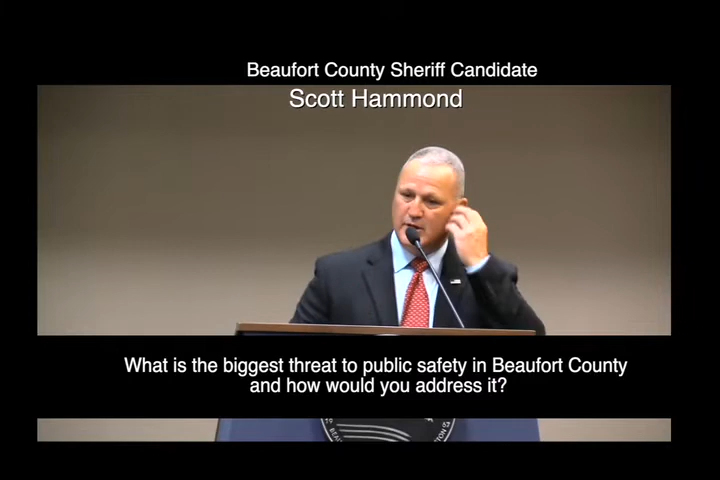 Beaufort County Sheriff Candidate
Scott Hammond
What is the biggest threat to public safety in Beaufort County
and how would you address it?